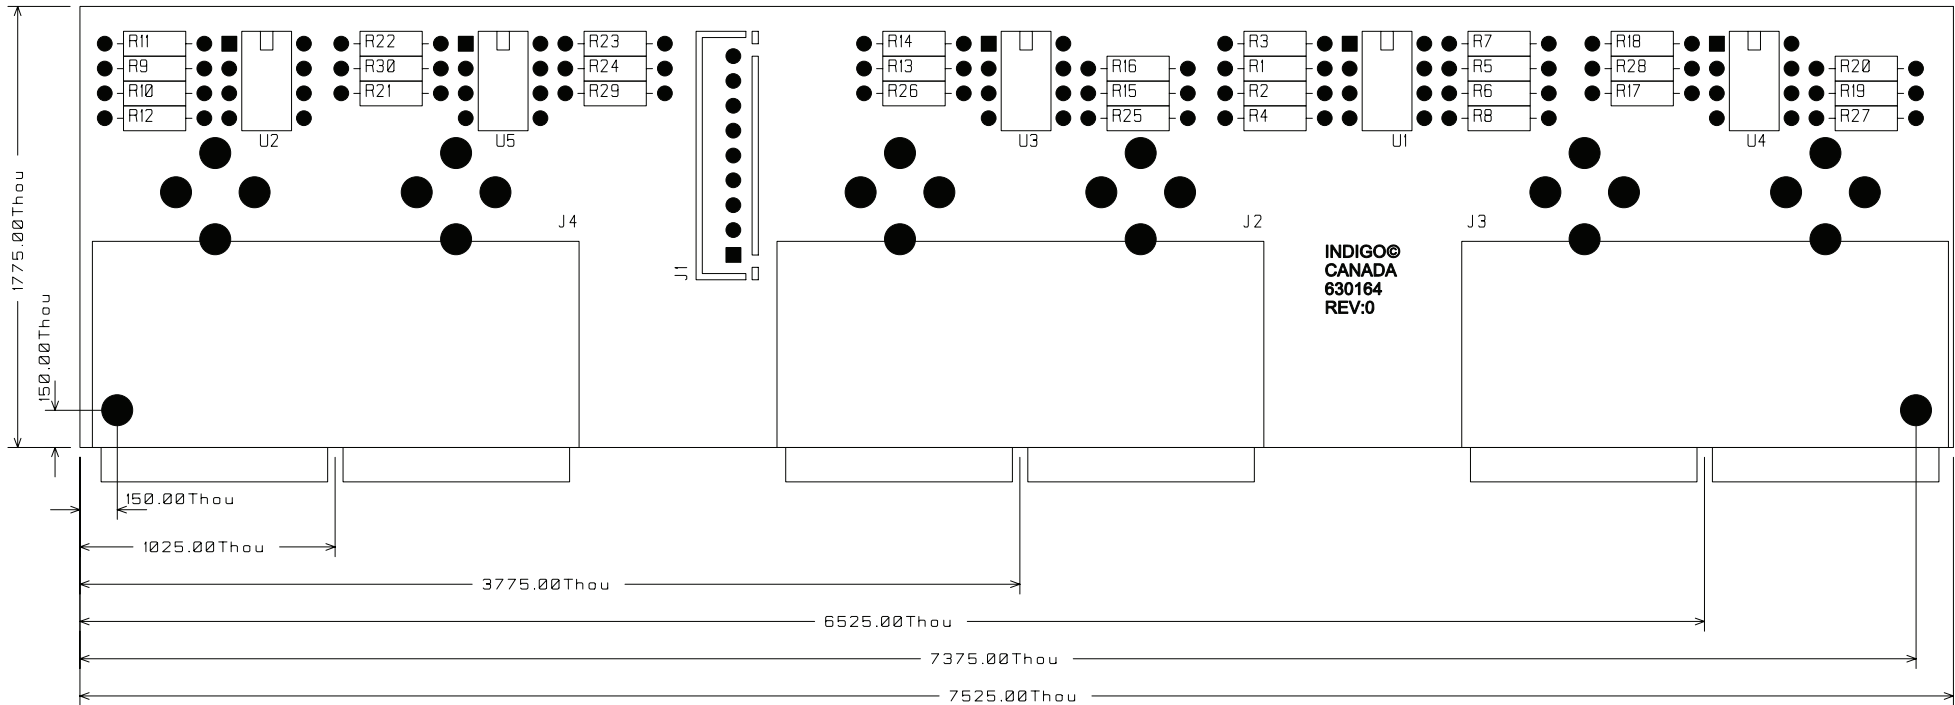 R11 R22 R23 R14 R3 R7 R18
R9 R30 R24 R13 R16 R1 R5 R28 R20
R10 R21 R29 R26 R15 R2 R6 R17 R19
R12 R25 R4 R8 R27
U2 U5 U3 U1 U4
J4 J2 J3
J1
INDIGO©
CANADA
630164
REV:0
1775.00Thou
150.00Thou
150.00Thou
1025.00Thou
3775.00Thou
6525.00Thou
7375.00Thou
7525.00Thou